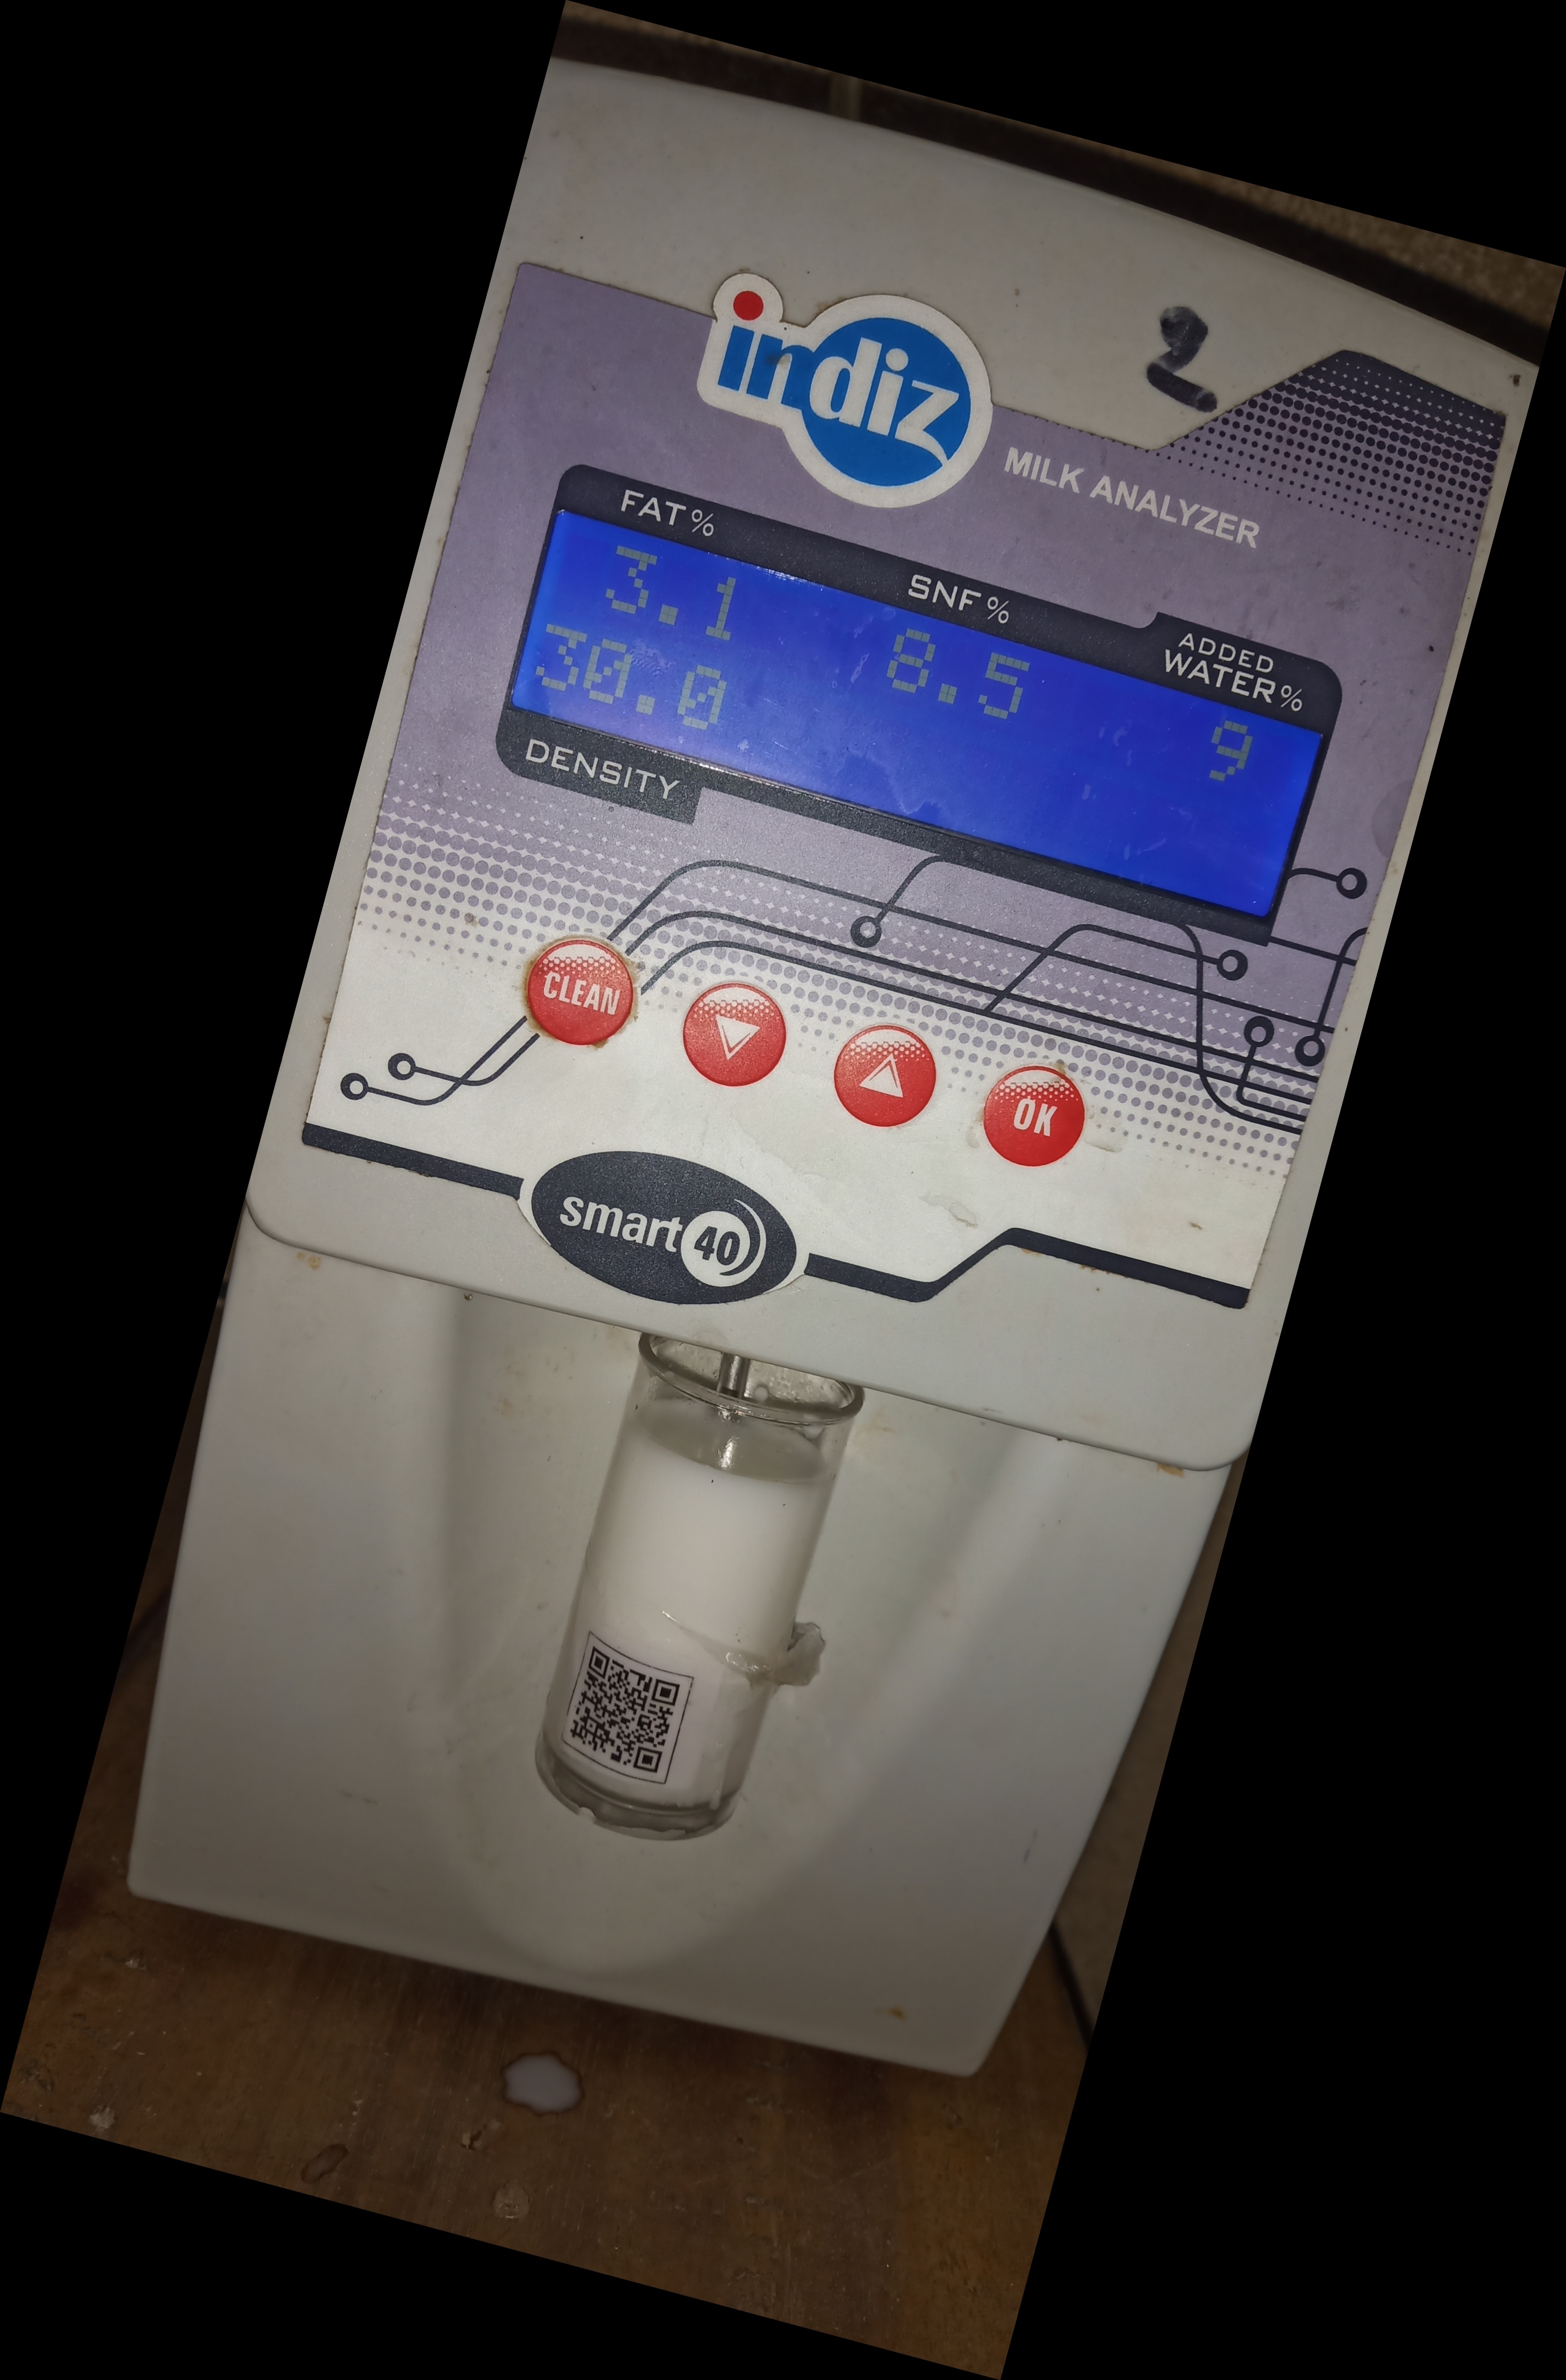 2
indiz
MILK ANALYZER
FAT%
SNF%
ADDED
WATER%
3.1 8.5 9
30.0
DENSITY
CLEAN
OK
smart 40